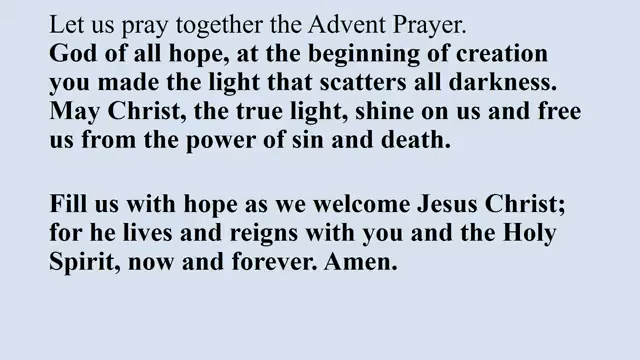 Let us pray together the Advent Prayer.
God of all hope, at the beginning of creation
you made the light that scatters all darkness.
May Christ, the true light, shine on us and free
us from the power of sin and death.
Fill us with hope as we welcome Jesus Christ;
for he lives and reigns with you and the Holy
Spirit, now and forever. Amen.